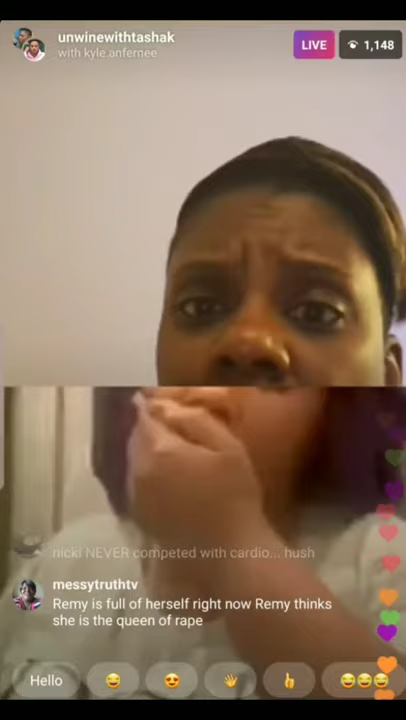 unwinewithtashak
with kyle.anfernee
LIVE
1,148
nicki NEVER competed with cardio... hush
messytruthtv
Remy is full of herself right now Remy thinks
she is the queen of rape
Hello